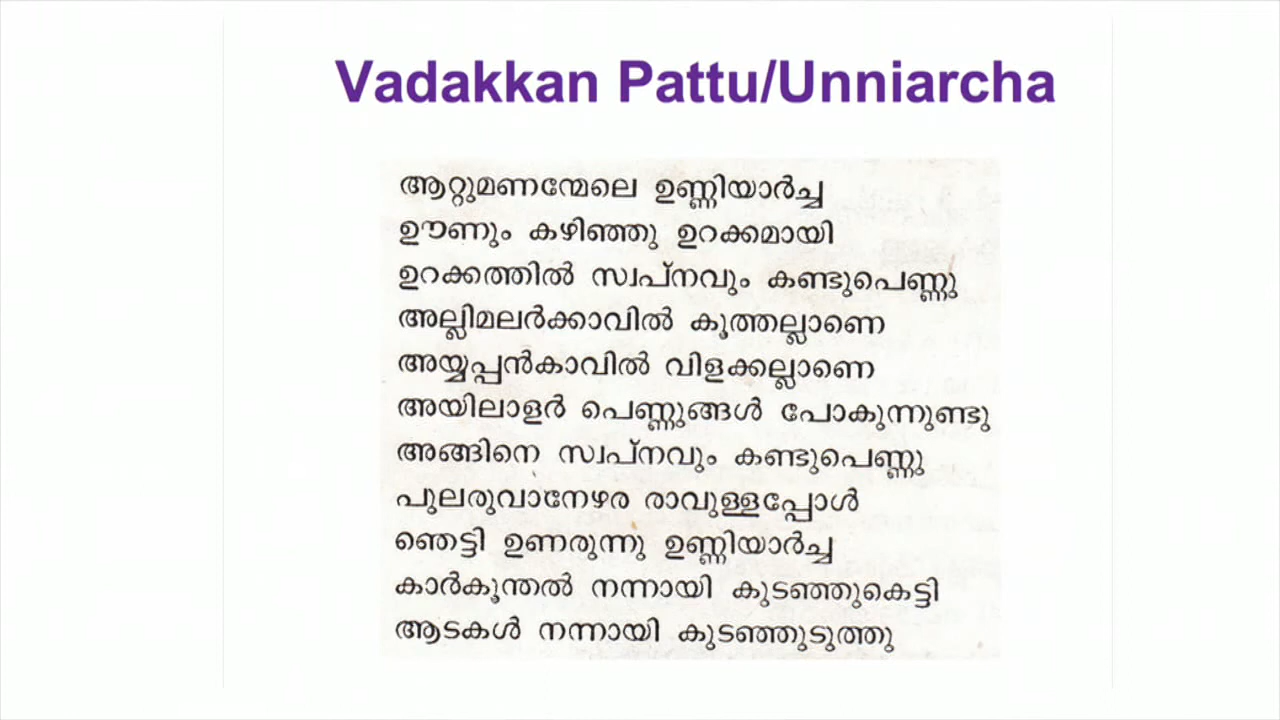 Vadakkan Pattu/Unniarcha
ആറ്റുമണന്മേലെ ഉണ്ണിയാർച്ച
ഊണും കഴിഞ്ഞു ഉറക്കമായി
ഉറക്കത്തിൽ സ്വപ്നവും കണ്ടുപെണ്ണു
അല്ലിമലർക്കാവിൽ കൂത്തല്ലാണെ
അയ്യപ്പൻകാവിൽ വിളക്കല്ലാണെ
അയിലാളർ പെണ്ണുങ്ങൾ പോകുന്നുണ്ടു
അങ്ങിനെ സ്വപ്നവും കണ്ടുപെണ്ണു
പുലരുവാനേഴര രാവുള്ളപ്പോൾ
ഞെട്ടി ഉണരുന്നു ഉണ്ണിയാർച്ച
കാർകൂന്തൽ നന്നായി കുടഞ്ഞുകെട്ടി
ആടകൾ നന്നായി കുടഞ്ഞുടുത്തു